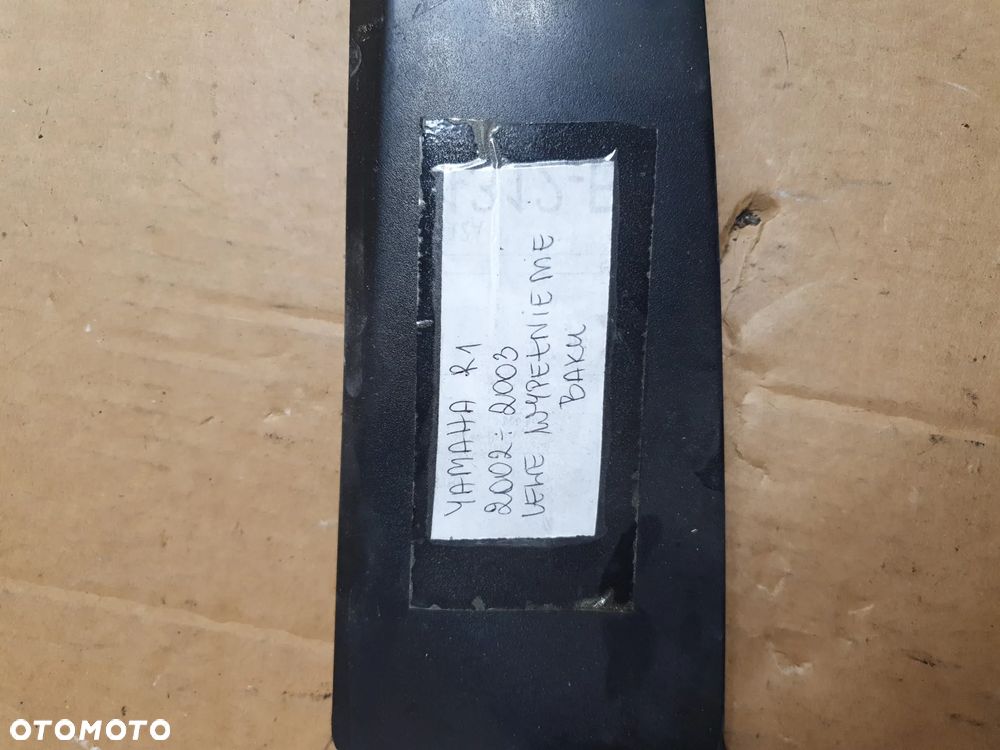 YAMAHA R1
2002÷2003
LEWE WYPEŁNIENIE
BAKU
OTOMOTO